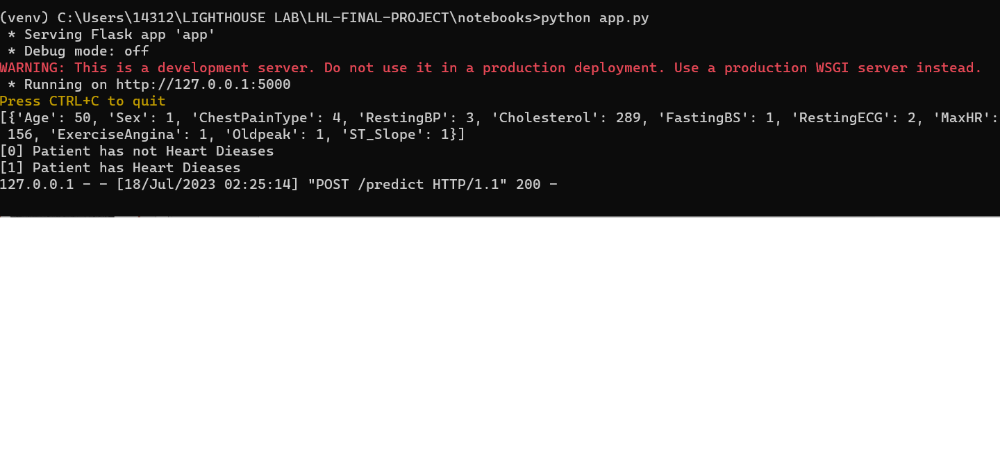 (venv) C:\Users\14312\LIGHTHOUSE LAB\LHL-FINAL-PROJECT\notebooks>python app.py
 * Serving Flask app 'app'
 * Debug mode: off
WARNING: This is a development server. Do not use it in a production deployment. Use a production WSGI server instead.
 * Running on http://127.0.0.1:5000
Press CTRL+C to quit
[{'Age': 50, 'Sex': 1, 'ChestPainType': 4, 'RestingBP': 3, 'Cholesterol': 289, 'FastingBS': 1, 'RestingECG': 2, 'MaxHR':
 156, 'ExerciseAngina': 1, 'Oldpeak': 1, 'ST_Slope': 1}]
[0] Patient has not Heart Dieases
[1] Patient has Heart Dieases
127.0.0.1 - - [18/Jul/2023 02:25:14] "POST /predict HTTP/1.1" 200 -